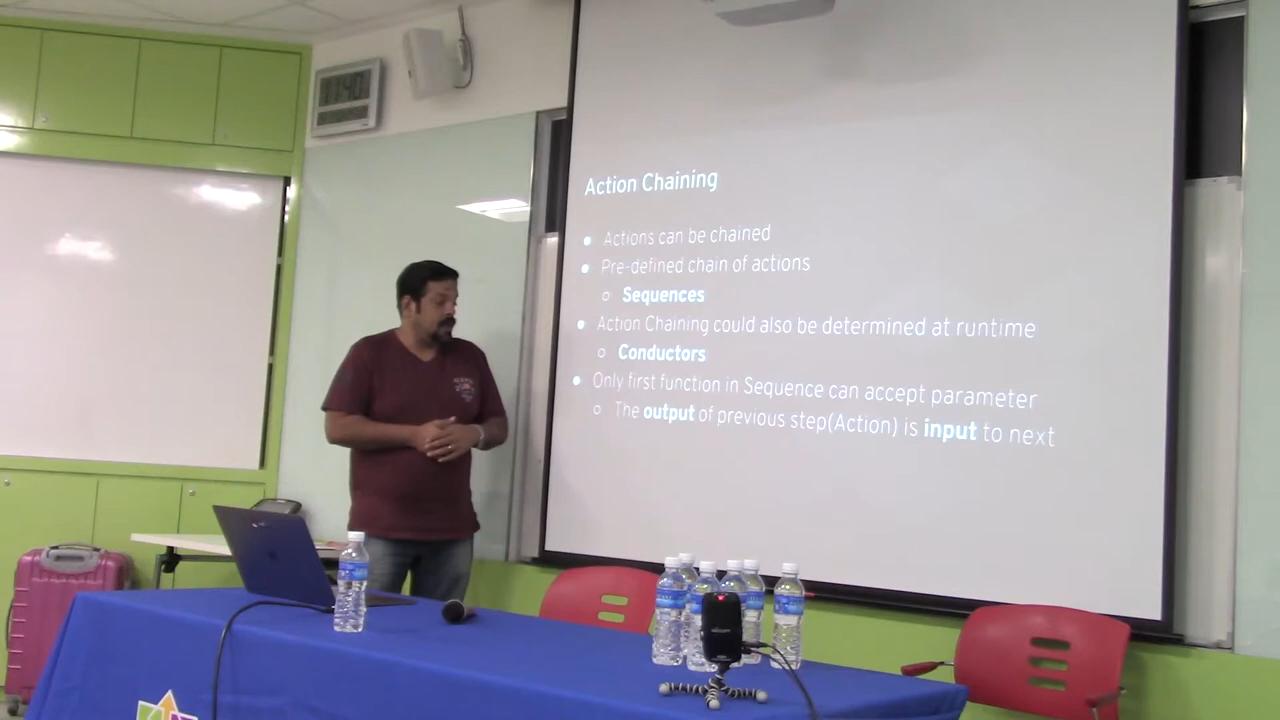 Action Chaining
Actions can be chained
Pre-defined chain of actions
Sequences
Action Chaining could also be determined at runtime
Conductors
Only first function in Sequence can accept parameter
The output of previous step(Action) is input to next